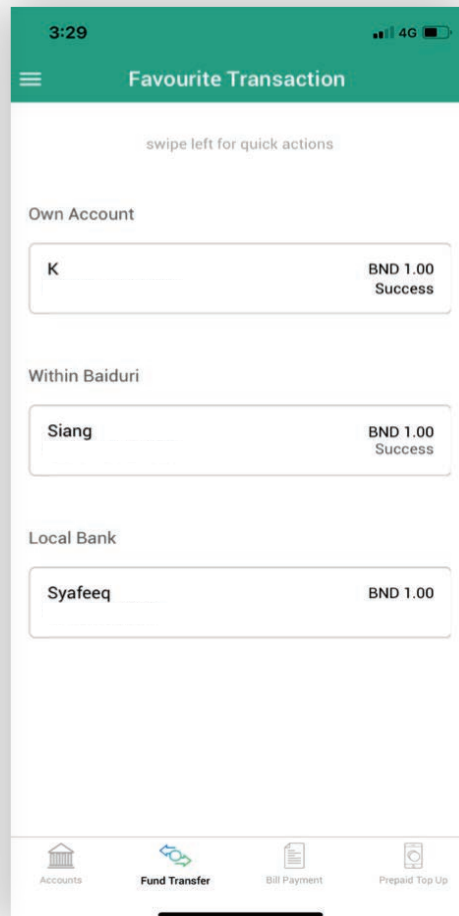 3:29
4G
Favourite Transaction
swipe left for quick actions
Own Account
K BND 1.00
Success
Within Baiduri
Siang BND 1.00
Success
Local Bank
Syafeeq BND 1.00
Accounts Fund Transfer Bill Payment Prepaid Top Up